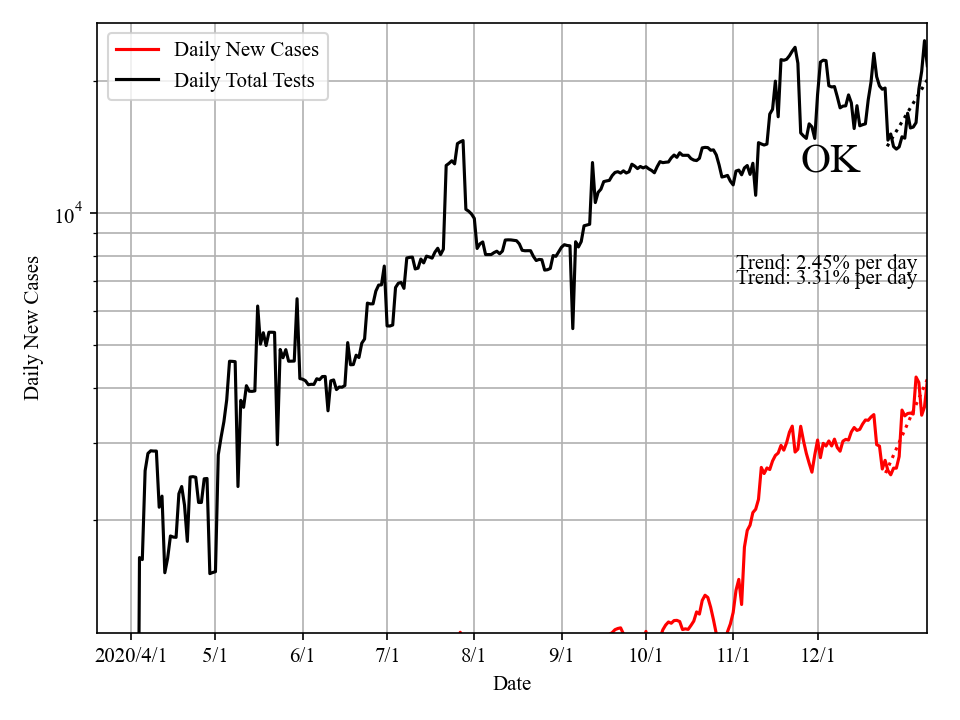 Daily New Cases
Daily Total Tests
OK
10^4
Trend: 2.45% per day
Trend: 3.31% per day
Daily New Cases
2020/4/1 5/1 6/1 7/1 8/1 9/1 10/1 11/1 12/1
Date